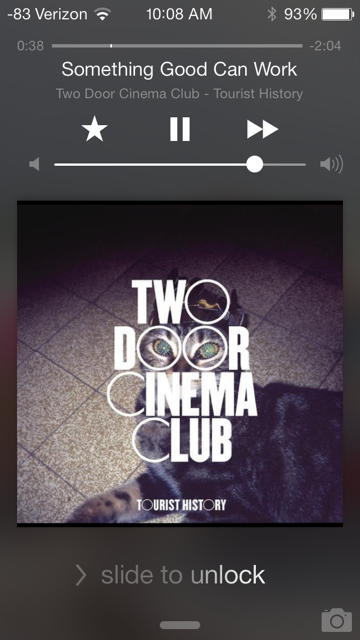 -83 Verizon 10:08 AM 93%
0:38 -2:04
Something Good Can Work
Two Door Cinema Club - Tourist History
TWO
DOOR
CINEMA
CLUB
TOURIST HISTORY
slide to unlock